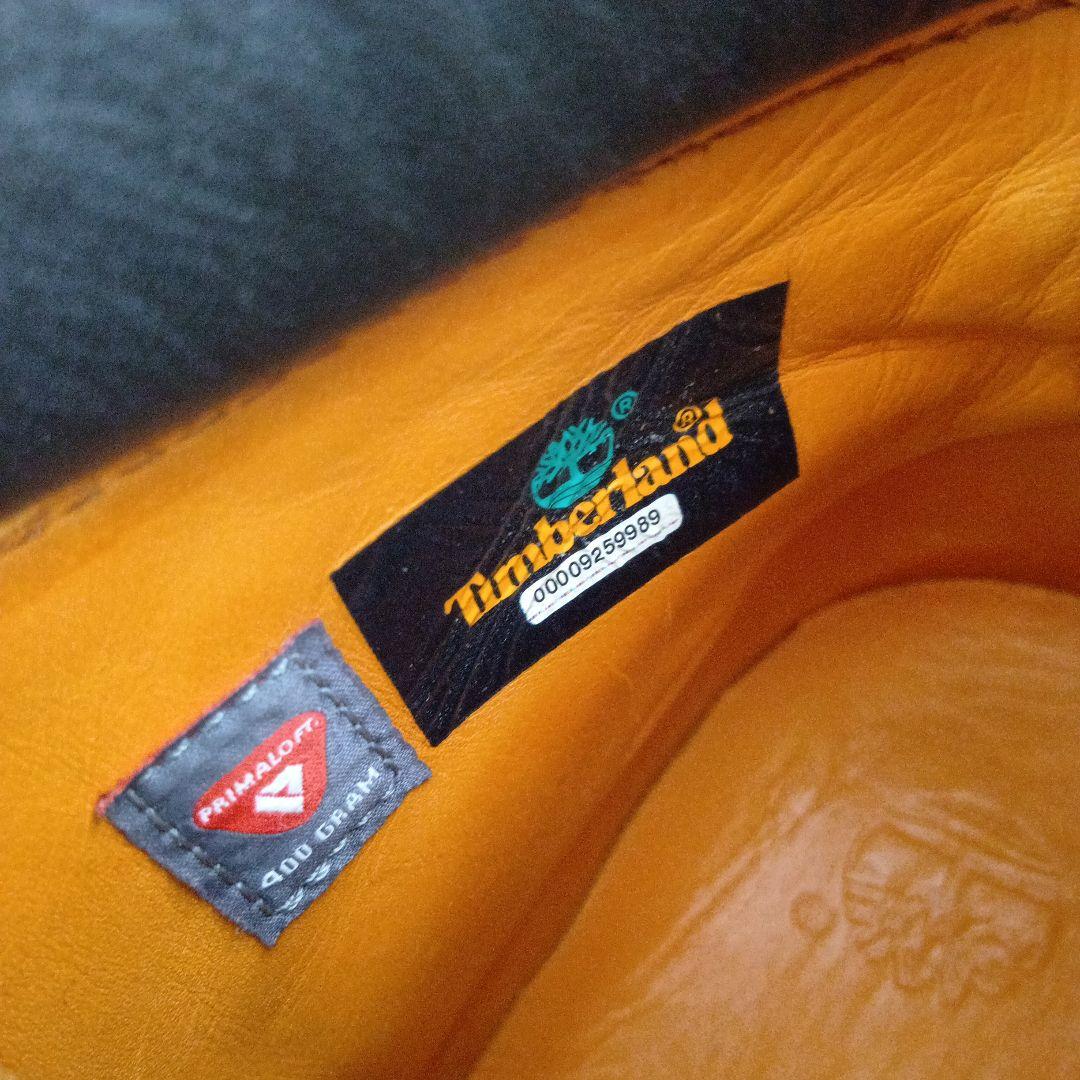 ®
Timberland®
00009259989
PRIMALOFT
400 GRAM
®